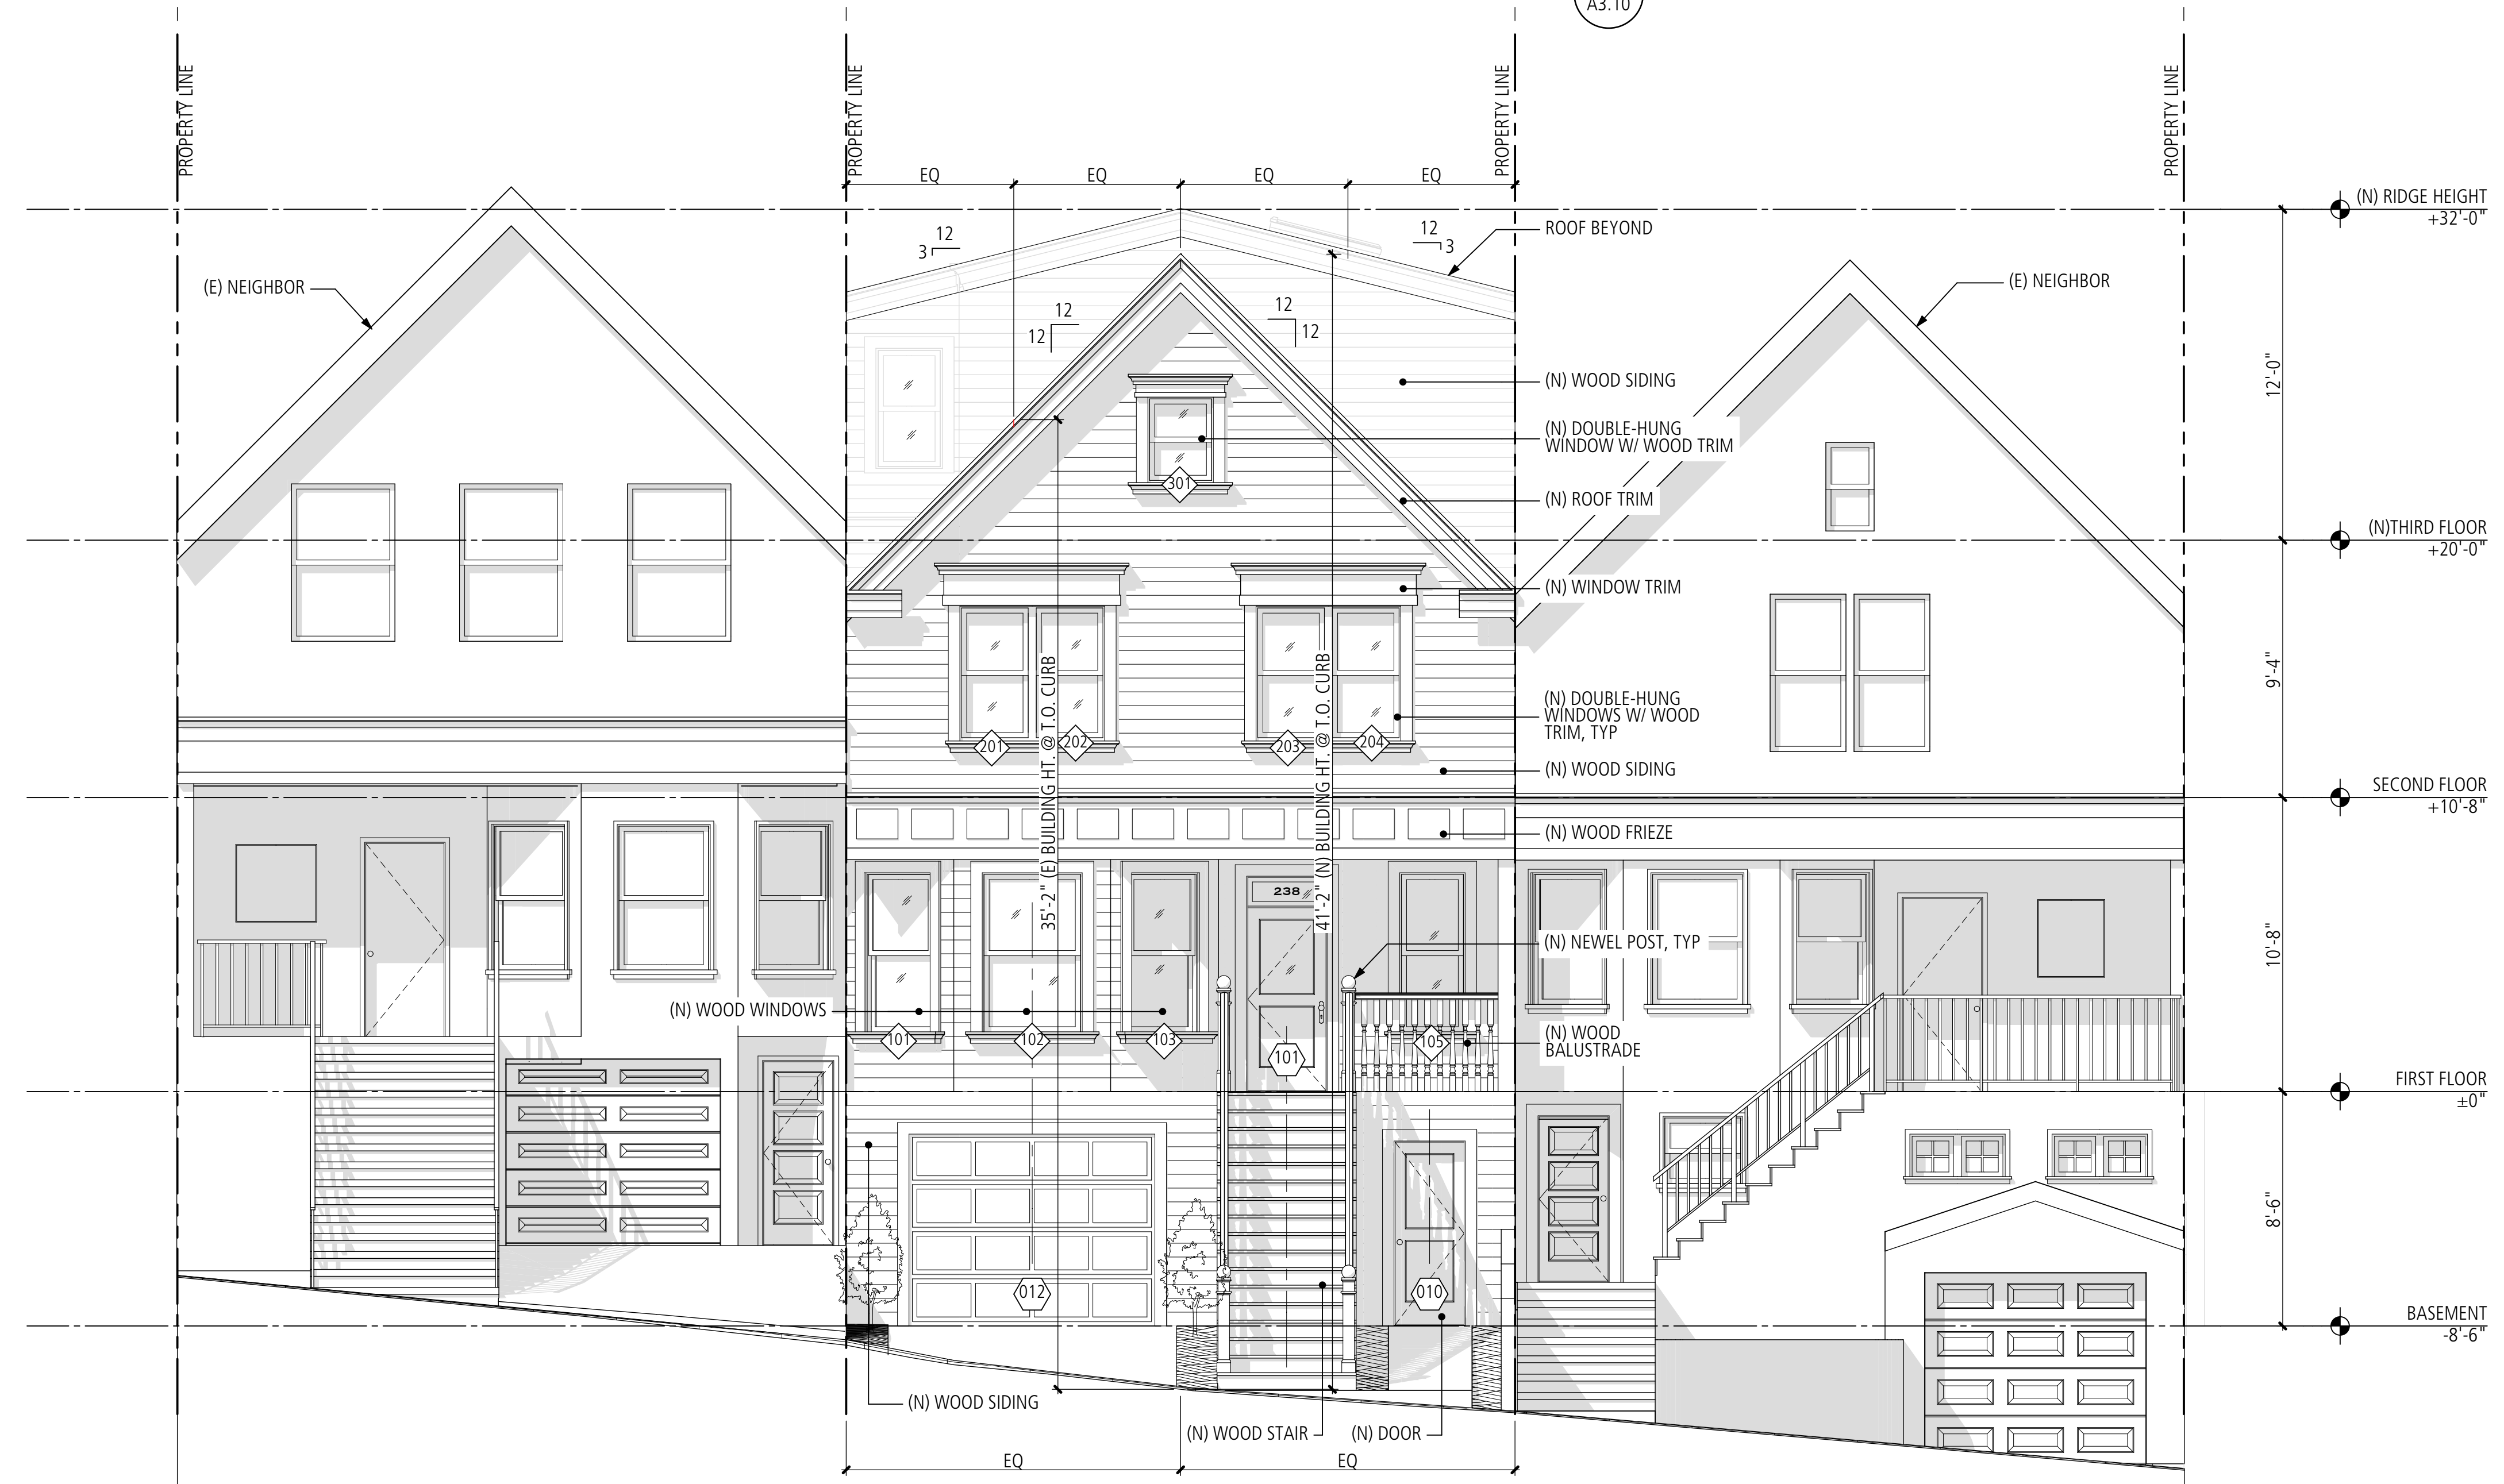 A3.10
PROPERTY LINE
PROPERTY LINE
PROPERTY LINE
PROPERTY LINE
EQ
EQ
EQ
EQ
(N) RIDGE HEIGHT
+32'-0"
12
3
12
3
ROOF BEYOND
(E) NEIGHBOR
(E) NEIGHBOR
12
12
12
12
12'-0"
(N) WOOD SIDING
(N) DOUBLE-HUNG
WINDOW W/ WOOD TRIM
301
(N) ROOF TRIM
(N)THIRD FLOOR
+20'-0"
(N) WINDOW TRIM
9'-4"
35'-2" (E) BUILDING HT. @ T.O. CURB
41'-2" (N) BUILDING HT. @ T.O. CURB
(N) DOUBLE-HUNG
WINDOWS W/ WOOD
TRIM, TYP
201
202
203
204
(N) WOOD SIDING
SECOND FLOOR
+10'-8"
(N) WOOD FRIEZE
238
10'-8"
(N) NEWEL POST, TYP
(N) WOOD WINDOWS
101
102
103
101
105
(N) WOOD
BALUSTRADE
FIRST FLOOR
±0"
8'-6"
012
010
BASEMENT
-8'-6"
(N) WOOD SIDING
(N) WOOD STAIR
(N) DOOR
EQ
EQ